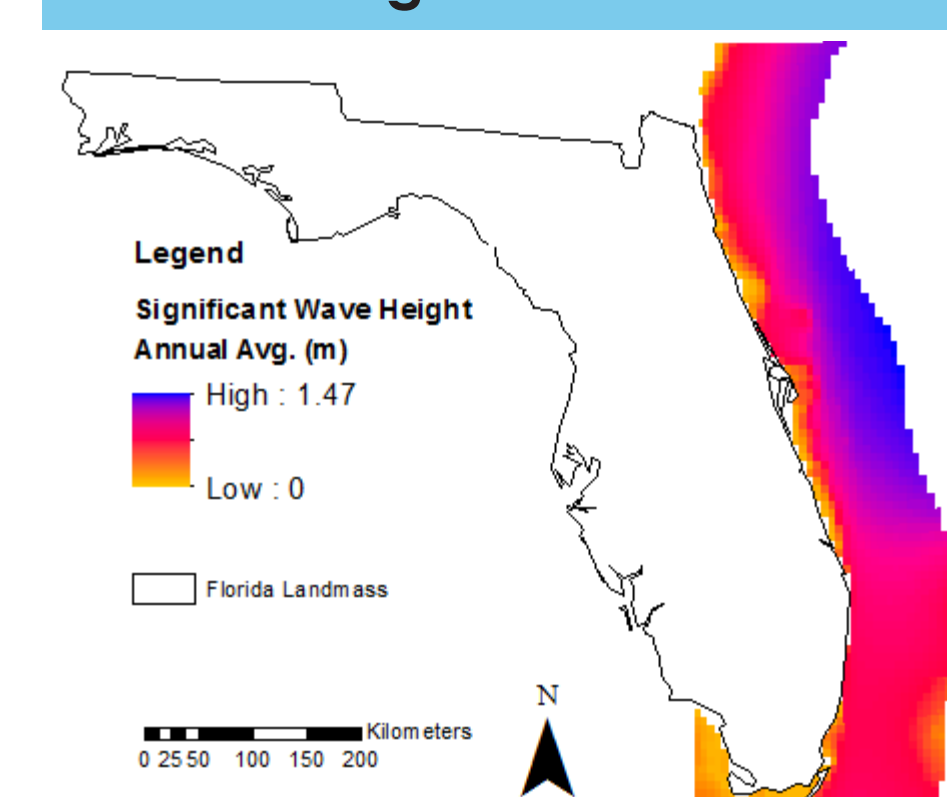 Legend
Significant Wave Height
Annual Avg. (m)
High : 1.47
Low : 0
Florida Landmass
N
Kilometers
0 25 50 100 150 200